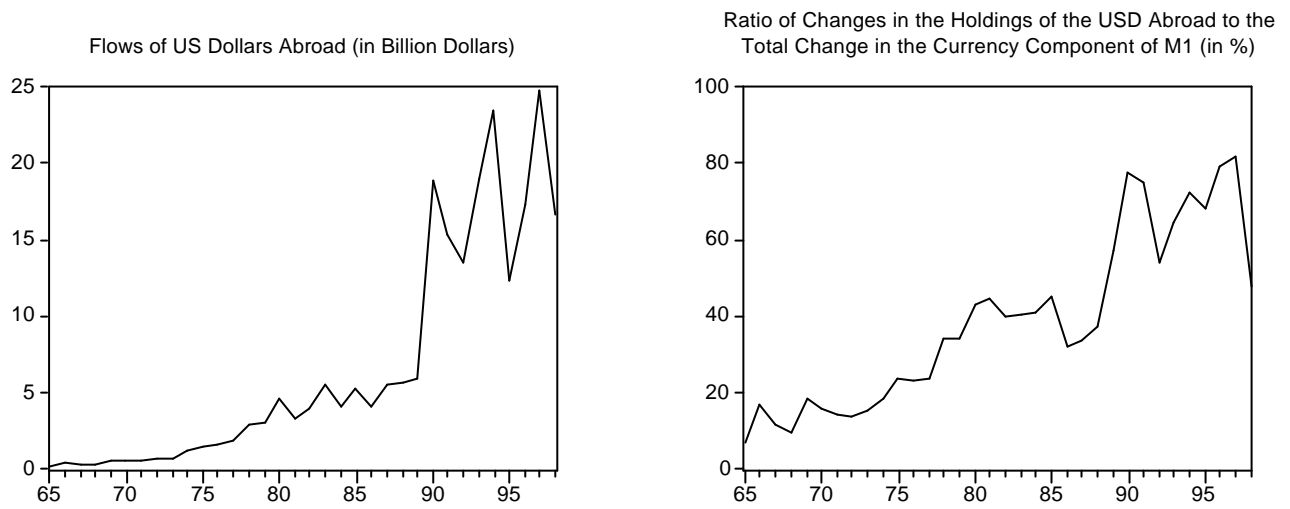 Flows of US Dollars Abroad (in Billion Dollars)
25
20
15
10
5
0
65 70 75 80 85 90 95
Ratio of Changes in the Holdings of the USD Abroad to the
Total Change in the Currency Component of M1 (in %)
100
80
60
40
20
0
65 70 75 80 85 90 95